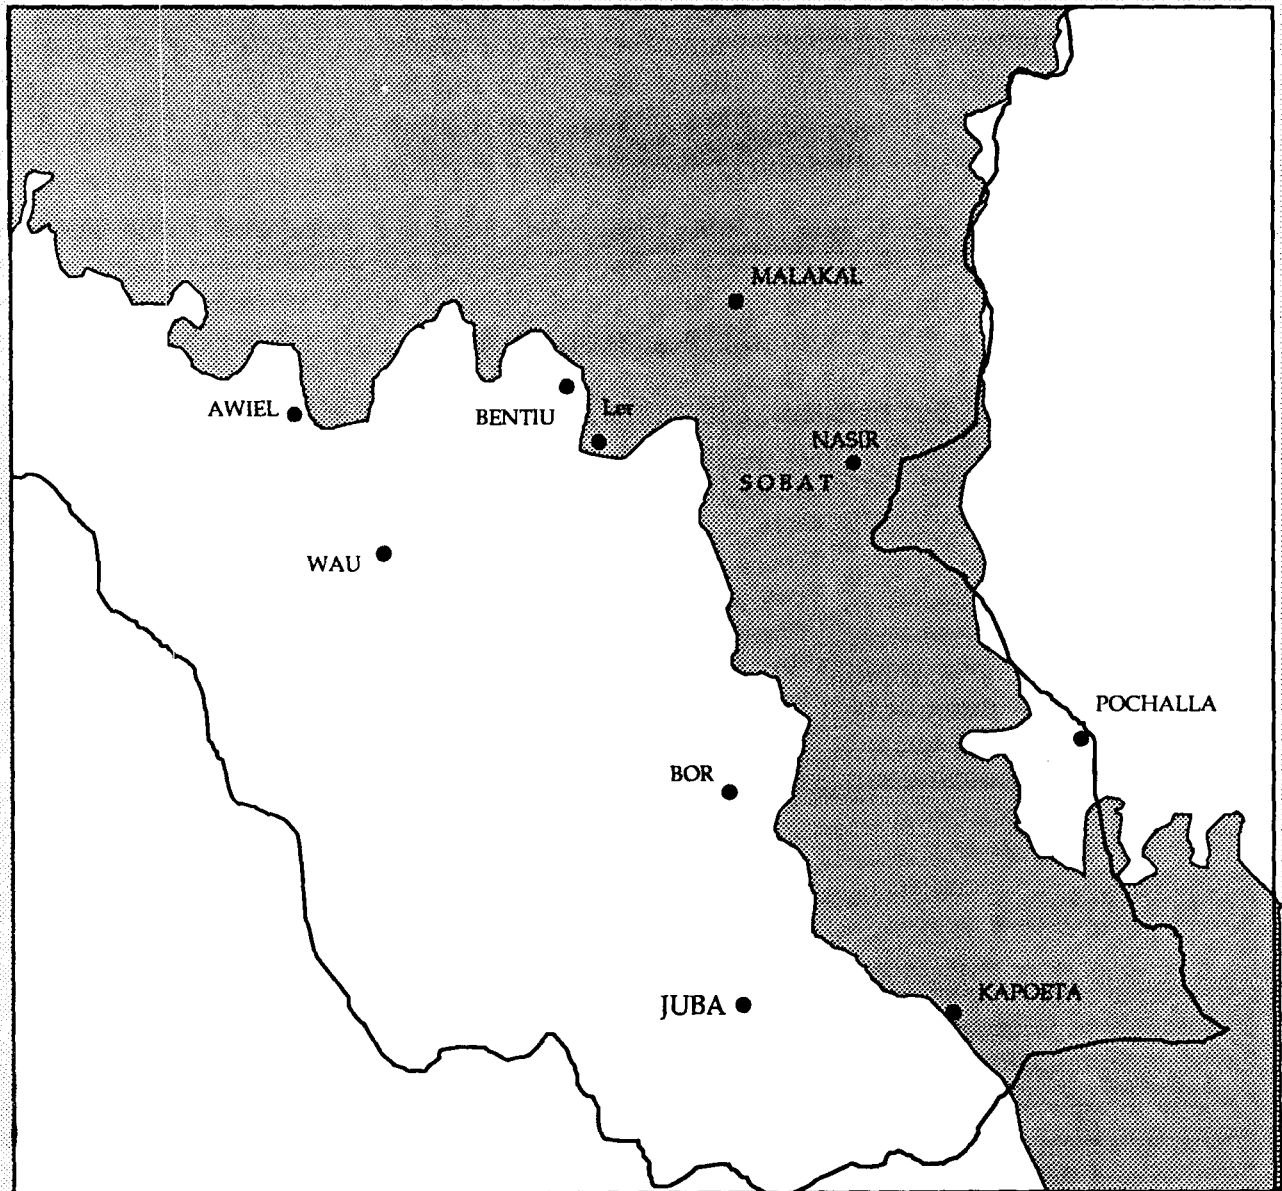 MALAKAL
AWIEL
BENTIU
Ler
NASIR
SOBAT
WAU
POCHALLA
BOR
KAPOETA
JUBA